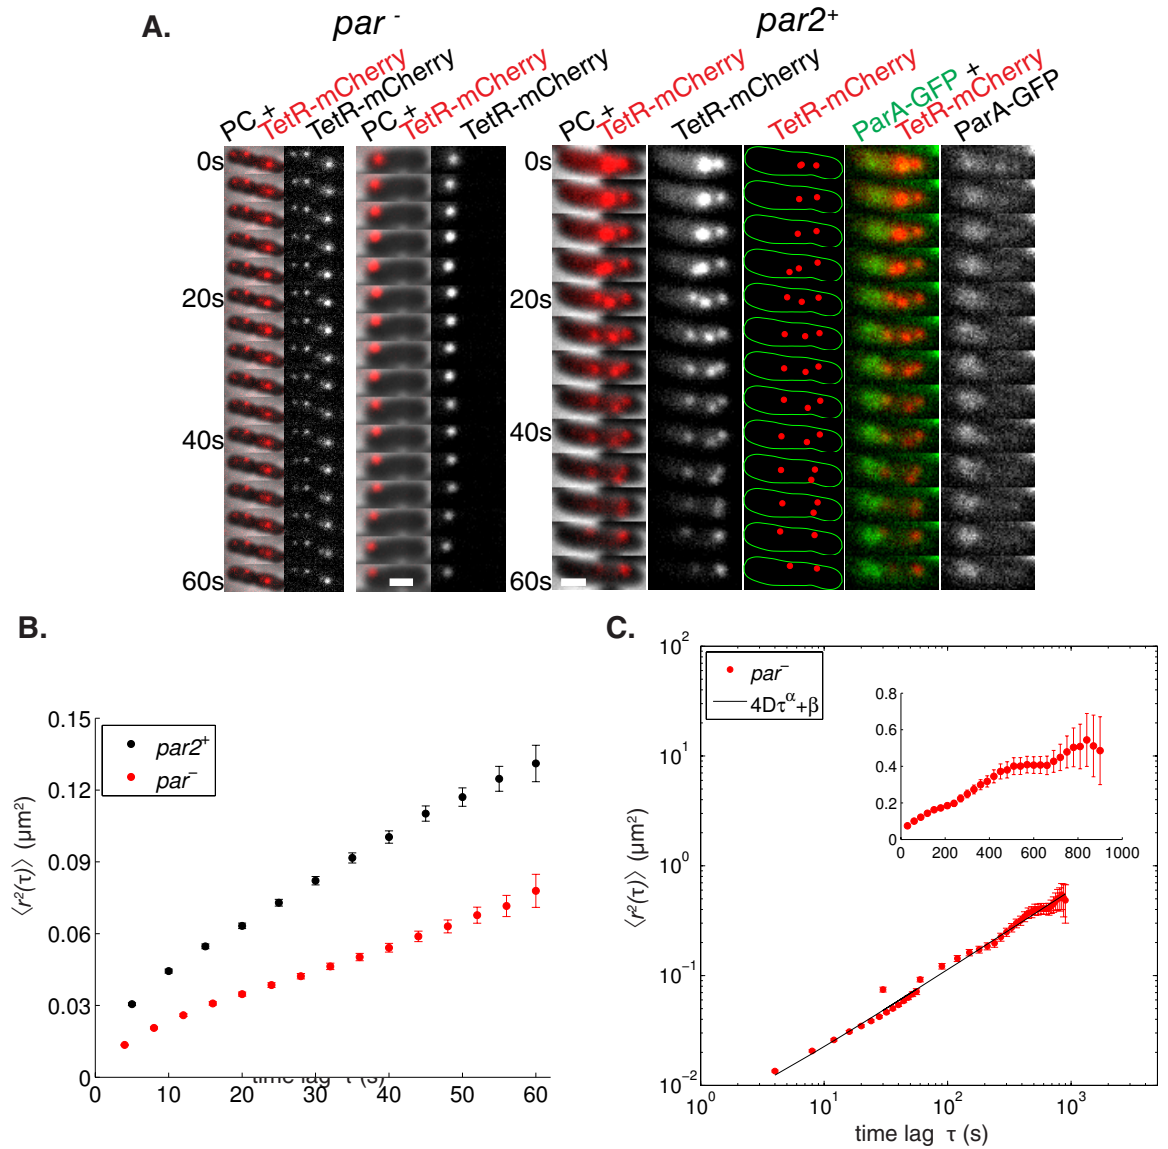 A.
par -
par2+
PC + TetR-mCherry
TetR-mCherry
PC + TetR-mCherry
TetR-mCherry
PC + TetR-mCherry
TetR-mCherry
TetR-mCherry
ParA-GFP + TetR-mCherry
ParA-GFP
0s
20s
40s
60s
0s
20s
40s
60s
B.
0.15
0.12
0.09
0.06
0.03
0
⟨r²(τ)⟩ (μm²)
par2+
par−
0 10 20 30 40 50 60
time lag τ (s)
C.
10² 
10¹
10⁰
10⁻¹
10⁻²
⟨r²(τ)⟩ (μm²)
par−
4Dτ^α+β
0.8
0.6
0.4
0.2
0
0 200 400 600 800 1000
10⁰ 10¹ 10² 10³
time lag τ (s)